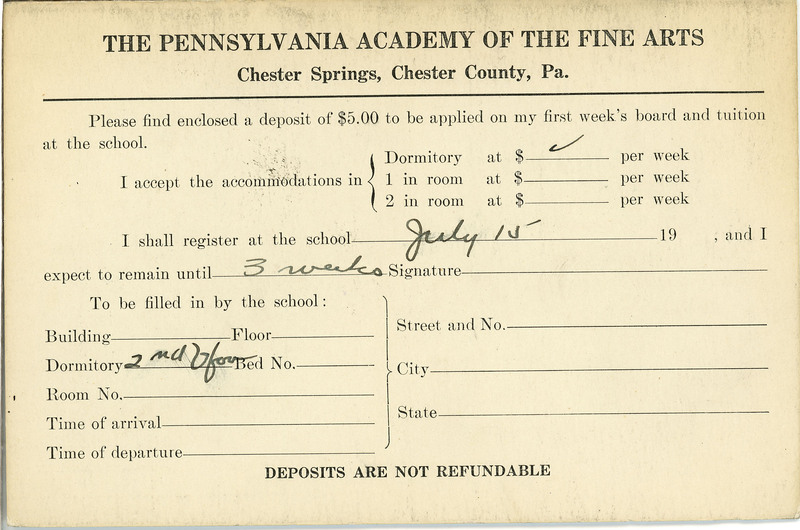 THE PENNSYLVANIA ACADEMY OF THE FINE ARTS
Chester Springs, Chester County, Pa.
Please find enclosed a deposit of $5.00 to be applied on my first week's board and tuition
at the school.
I accept the accommodations in
Dormitory at $ ✓ per week
1 in room at $ per week
2 in room at $ per week
I shall register at the school July 15 19 , and I
expect to remain until 3 weeks Signature
To be filled in by the school:
Building Floor
Dormitory 2nd floor Bed No.
Room No.
Time of arrival
Time of departure
Street and No.
City
State
DEPOSITS ARE NOT REFUNDABLE